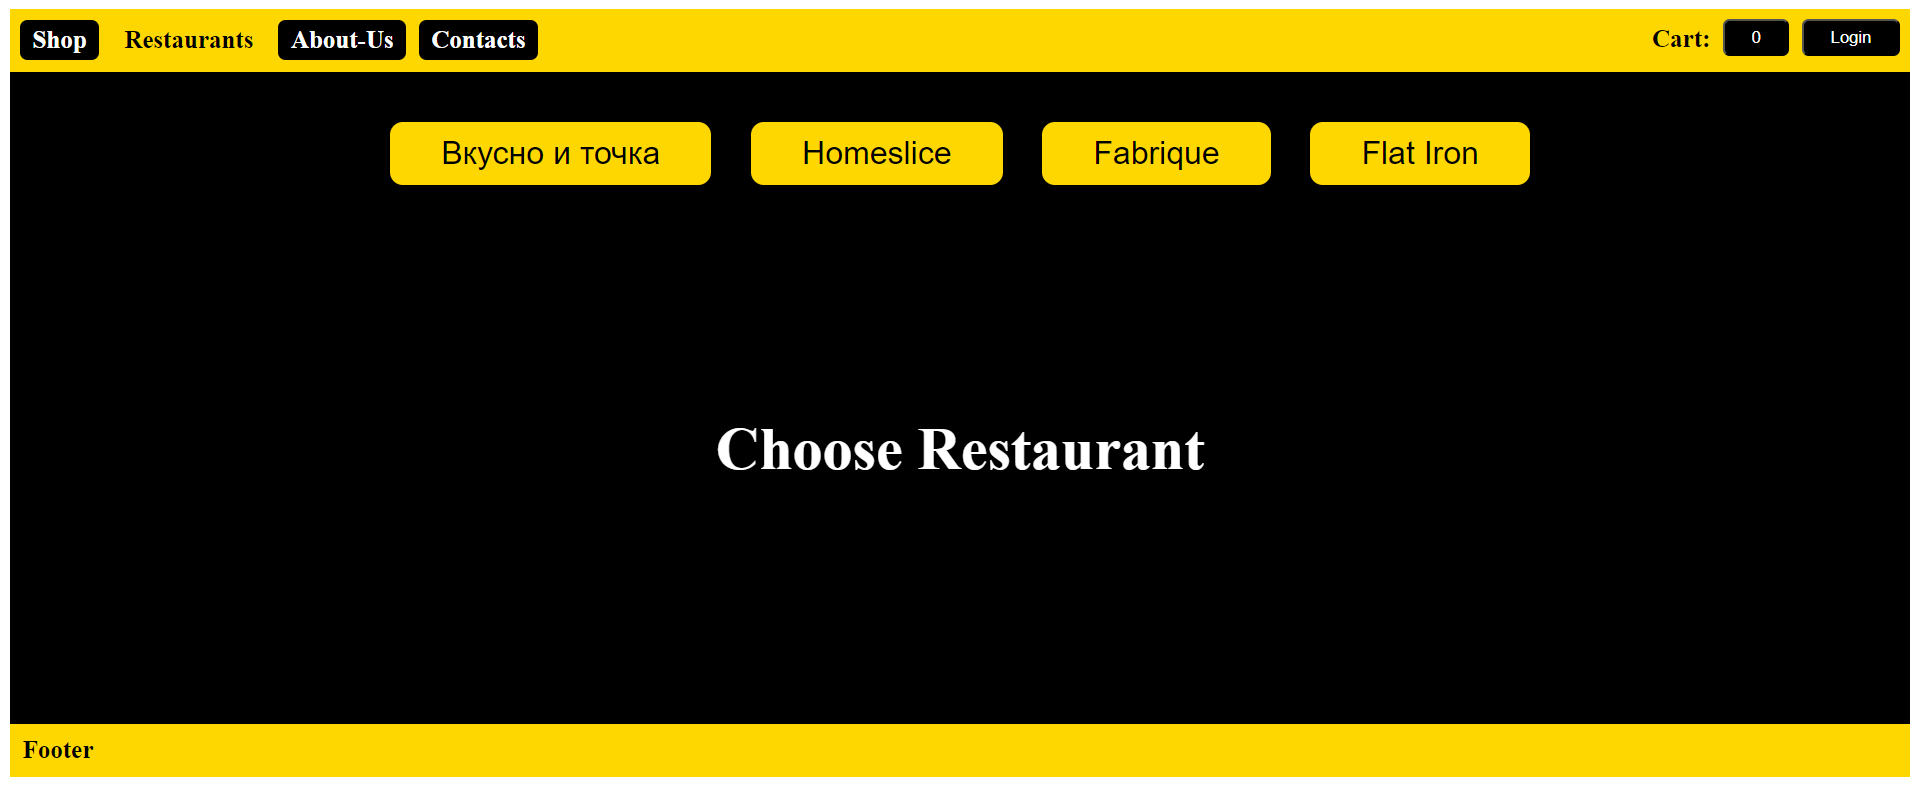 Shop Restaurants About-Us Contacts Cart: 0 Login
Вкусно и точка Homeslice Fabrique Flat Iron
Choose Restaurant
Footer